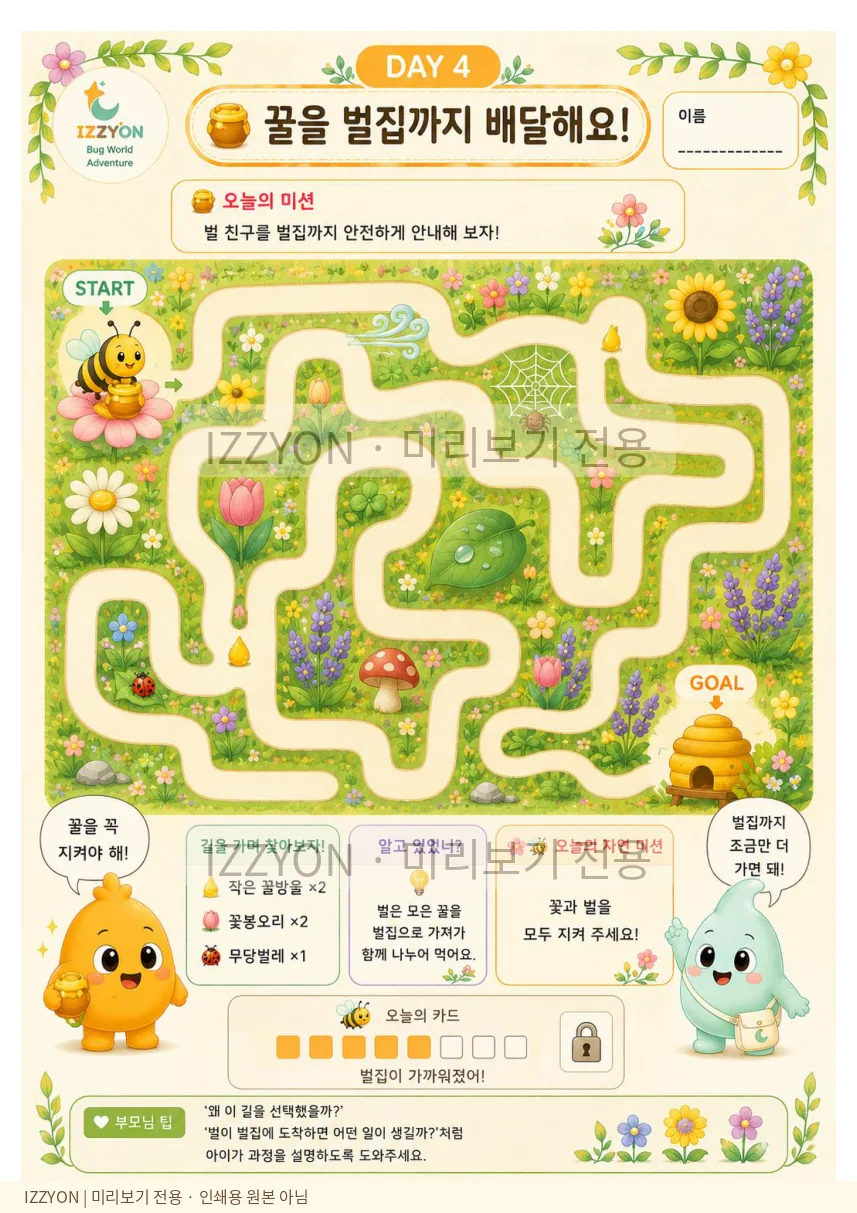 DAY 4
IZZYON
Bug World
Adventure
꿀을 벌집까지 배달해요!
이름
오늘의 미션
벌 친구를 벌집까지 안전하게 안내해 보자!
START
IZZYON · 미리보기 전용
GOAL
꿀을 꼭
지켜야 해!
벌집까지
조금만 더
가면 돼!
길을 가며 찾아보자!
작은 꿀방울 ×2
꽃봉오리 ×2
무당벌레 ×1
알고 있었니?
벌은 모은 꿀을
벌집으로 가져가
함께 나누어 먹어요.
오늘의 자연 미션
꽃과 벌을
모두 지켜 주세요!
IZZYON · 미리보기 전용
오늘의 카드
벌집이 가까워졌어!
부모님 팁
‘왜 이 길을 선택했을까?’
‘벌이 벌집에 도착하면 어떤 일이 생길까?’처럼
아이가 과정을 설명하도록 도와주세요.
IZZYON | 미리보기 전용 · 인쇄용 원본 아님